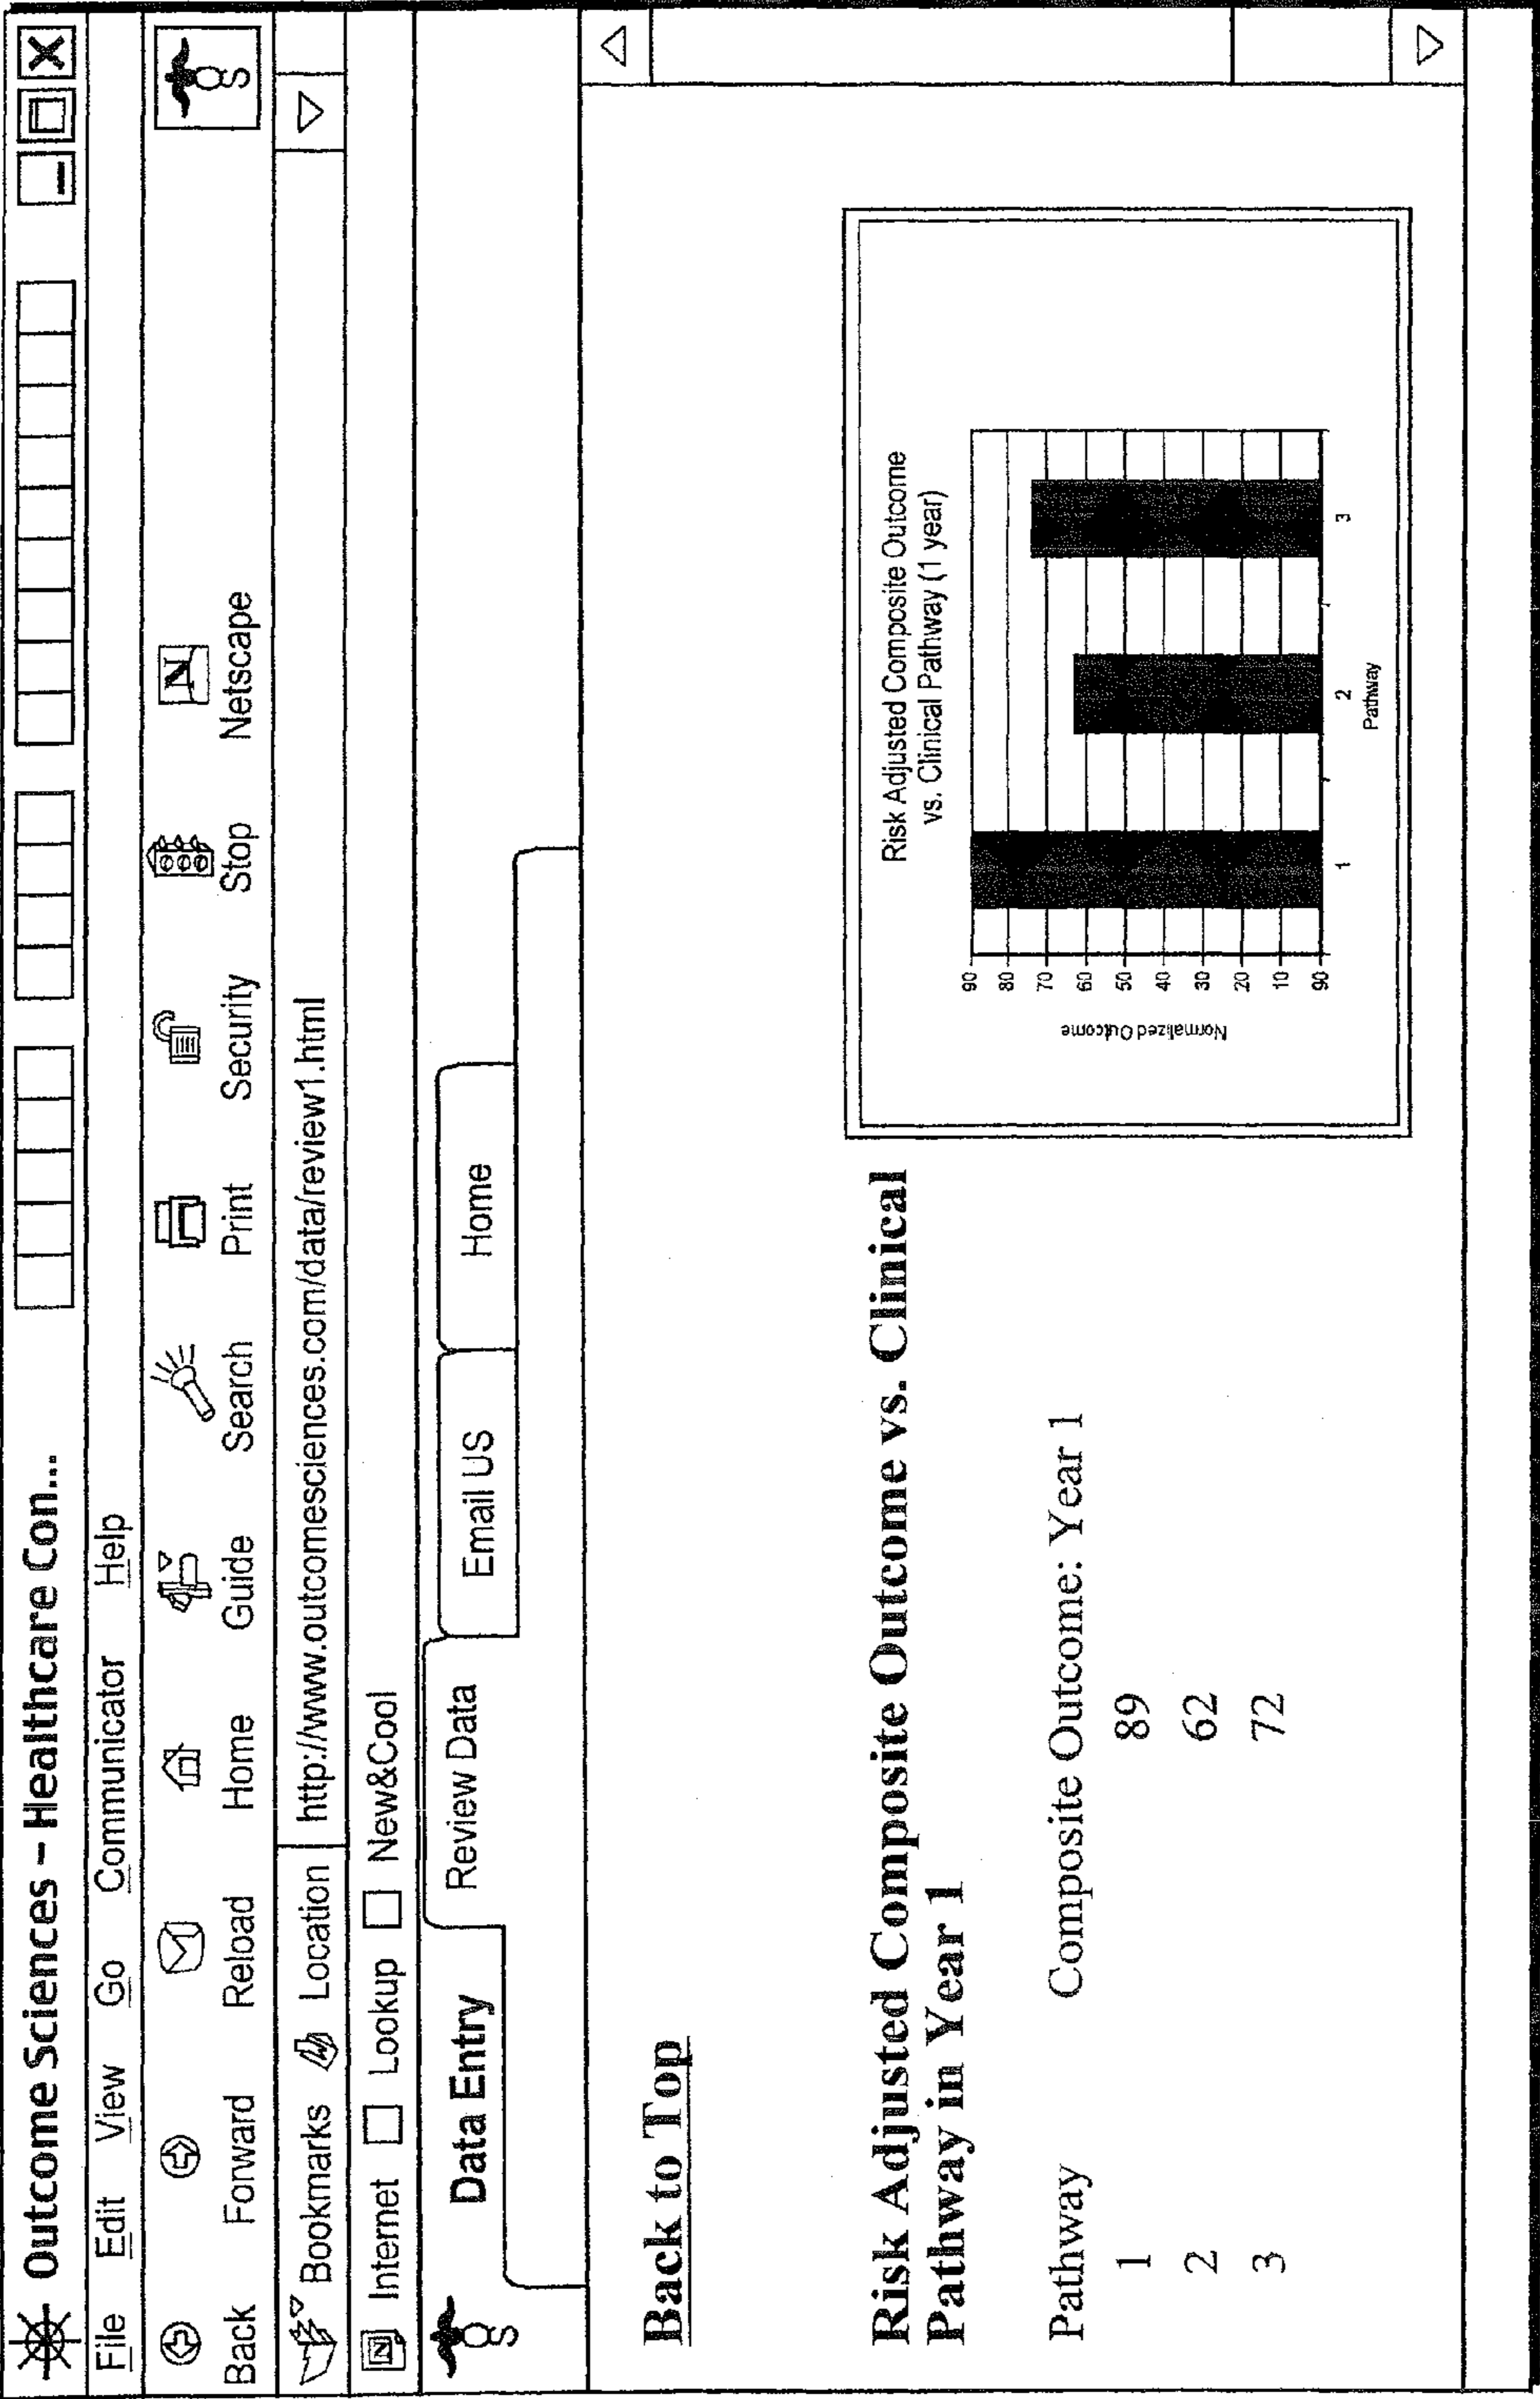 Outcome Sciences – Healthcare Con...
File Edit View Go Communicator Help
Back Forward Reload Home Guide Search Print Security Stop Netscape
Bookmarks Location http://www.outcomesciences.com/data/review1.html
Internet Lookup New&Cool
Data Entry Review Data Email US Home
Back to Top
Risk Adjusted Composite Outcome vs. Clinical
Pathway in Year 1
Pathway Composite Outcome: Year 1
1 89
2 62
3 72
Risk Adjusted Composite Outcome
vs. Clinical Pathway (1 year)
Normalized Outcome
90
80
70
60
50
40
30
20
10
90
1 2 3
Pathway